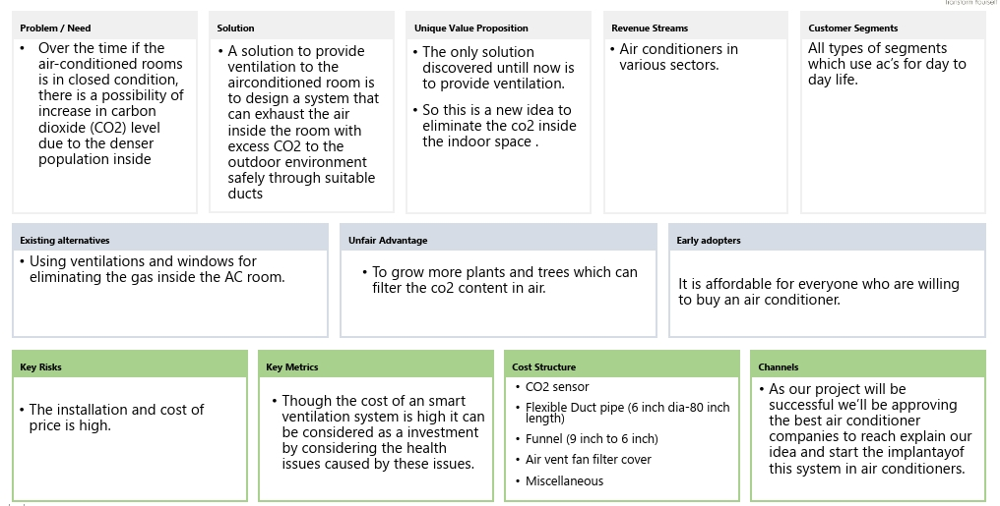 Transform Yourself
Problem / Need
• Over the time if the
air-conditioned rooms
is in closed condition,
there is a possibility of
increase in carbon
dioxide (CO2) level
due to the denser
population inside
Solution
• A solution to provide
ventilation to the
airconditioned room is
to design a system that
can exhaust the air
inside the room with
excess CO2 to the
outdoor environment
safely through suitable
ducts
Unique Value Proposition
• The only solution
discovered untill now is
to provide ventilation.
• So this is a new idea to
eliminate the co2 inside
the indoor space .
Revenue Streams
• Air conditioners in
various sectors.
Customer Segments
All types of segments
which use ac’s for day to
day life.
Existing alternatives
• Using ventilations and windows for
eliminating the gas inside the AC room.
Unfair Advantage
• To grow more plants and trees which can
filter the co2 content in air.
Early adopters
It is affordable for everyone who are willing
to buy an air conditioner.
Key Risks
• The installation and cost of
price is high.
Key Metrics
• Though the cost of an smart
ventilation system is high it can
be considered as a investment
by considering the health
issues caused by these issues.
Cost Structure
• CO2 sensor
• Flexible Duct pipe (6 inch dia-80 inch
length)
• Funnel (9 inch to 6 inch)
• Air vent fan filter cover
• Miscellaneous
Channels
• As our project will be
successful we’ll be approving
the best air conditioner
companies to reach explain our
idea and start the implantayof
this system in air conditioners.